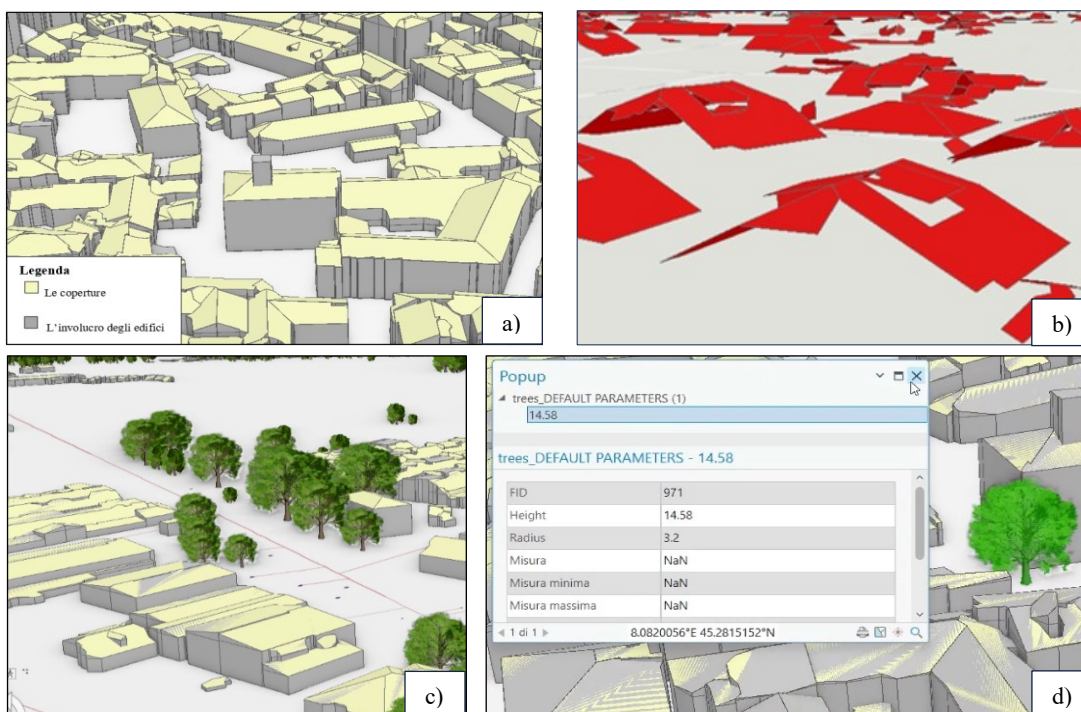 Legenda
Le coperture
L'involucro degli edifici
a)
b)
c)
Popup
trees_DEFAULT PARAMETERS (1)
14.58
trees_DEFAULT PARAMETERS - 14.58
FID 971
Height 14.58
Radius 3.2
Misura NaN
Misura minima NaN
Misura massima NaN
1 di 1 8.0820056°E 45.2815152°N
d)